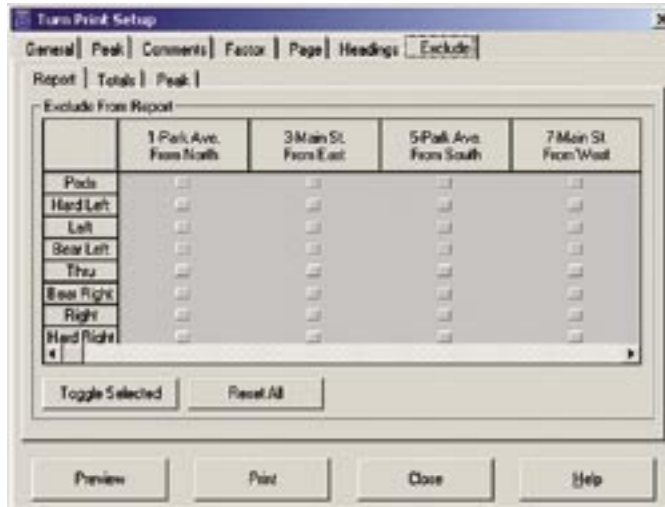 Turn Print Setup
General Peak Comments Factor Page Headings Exclude
Report Totals Peak
Exclude From Report
1-Park Ave. 3-Main St. 5-Park Ave. 7-Main St.
From North From East From South From West
Peds
Hard Left
Left
Bear Left
Thru
Bear Right
Right
Hard Right
Toggle Selected Reset All
Preview Print Close Help